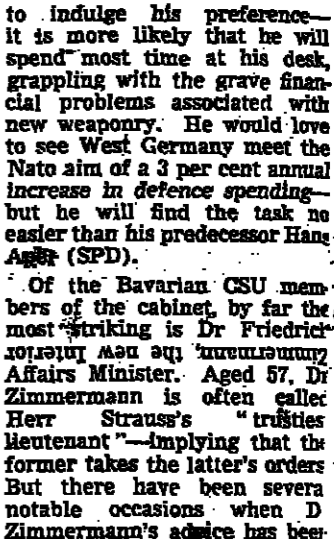 to indulge his preference—
it is more likely that he will
spend most time at his desk,
grappling with the grave finan-
cial problems associated with
new weaponry. He would love
to see West Germany meet the
Nato aim of a 3 per cent annual
increase in defence spending—
but he will find the task no
easier than his predecessor Hans
(SPD).
Of the Bavarian CSU mem-
bers of the cabinet, by far the
most striking is Dr Friedric
Zimmermann, the new Interior
Affairs Minister. Aged 57, Dr
Zimmermann is often calle
Herr Strauss's "trusties
lieutenant"—implying that the
former takes the latter's orders
But there have been severa
notable occasions when D
Zimmermann's advice has bee